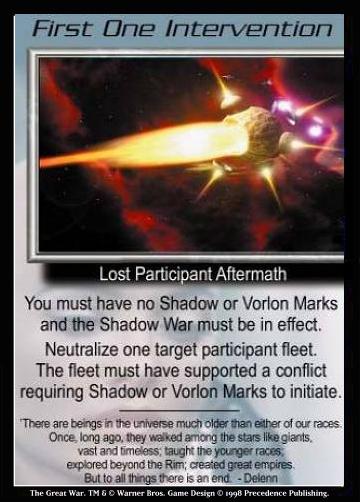 First One Intervention
Lost Participant Aftermath
You must have no Shadow or Vorlon Marks
and the Shadow War must be in effect.
Neutralize one target participant fleet.
The fleet must have supported a conflict
requiring Shadow or Vorlon Marks to initiate.
'There are beings in the universe much older than either of our races.
Once, long ago, they walked among the stars like giants,
vast and timeless; taught the younger races;
explored beyond the Rim; created great empires.
But to all things there is an end. - Delenn
The Great War. TM & © Warner Bros. Game Design © 1998 Precedence Publishing.